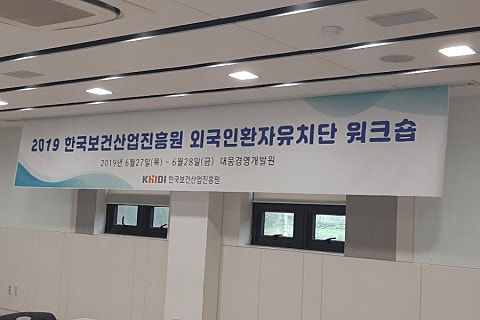 2019 한국보건산업진흥원 외국인환자유치단 워크숍
2019년 6월27일(목) ~ 6월28일(금) 대웅경영개발원
KHIDI 한국보건산업진흥원